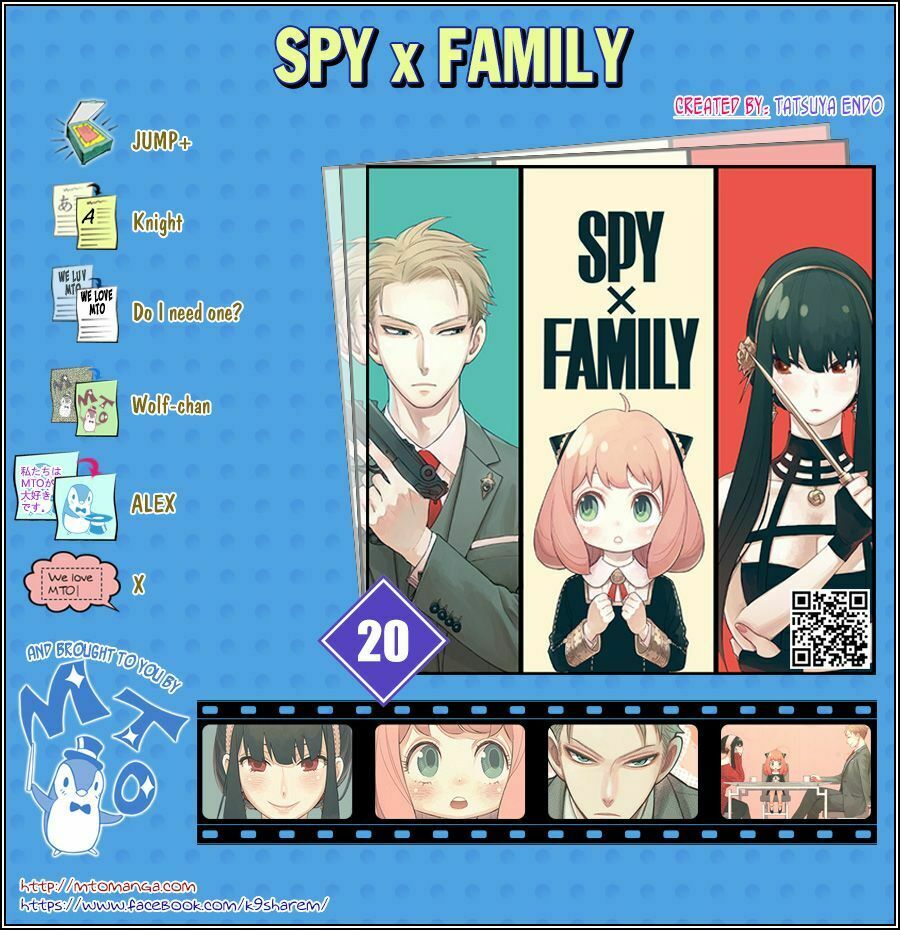 SPY x FAMILY
CREATED BY: TATSUYA ENDO
JUMP+
あ
A
Knight
WE LUV
MTO
WE LOVE
MTO
Do I need one?
MTO
Wolf-chan
私たちは
MTOが
大好き
です。
ALEX
We love
MTO
X
SPY
×
FAMILY
20
AND BROUGHT TO YOU BY
MTO
http://mtomanga.com
https://www.facebook.com/k9sharem/